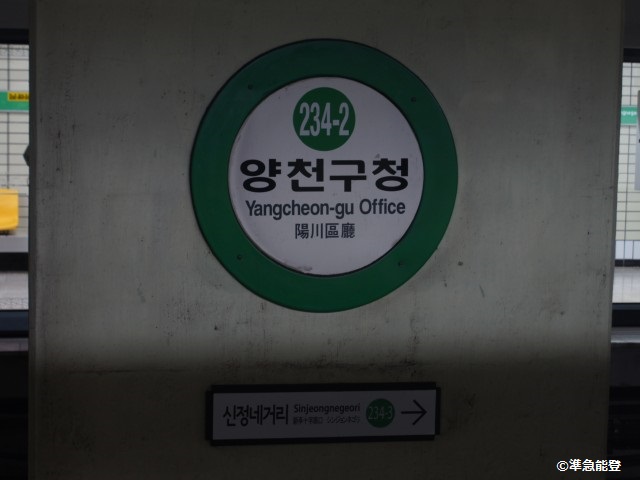 234-2
양천구청
Yangcheon-gu Office
陽川區廳
신정네거리 Sinjeongnegeori 234-3 →
©準急能登